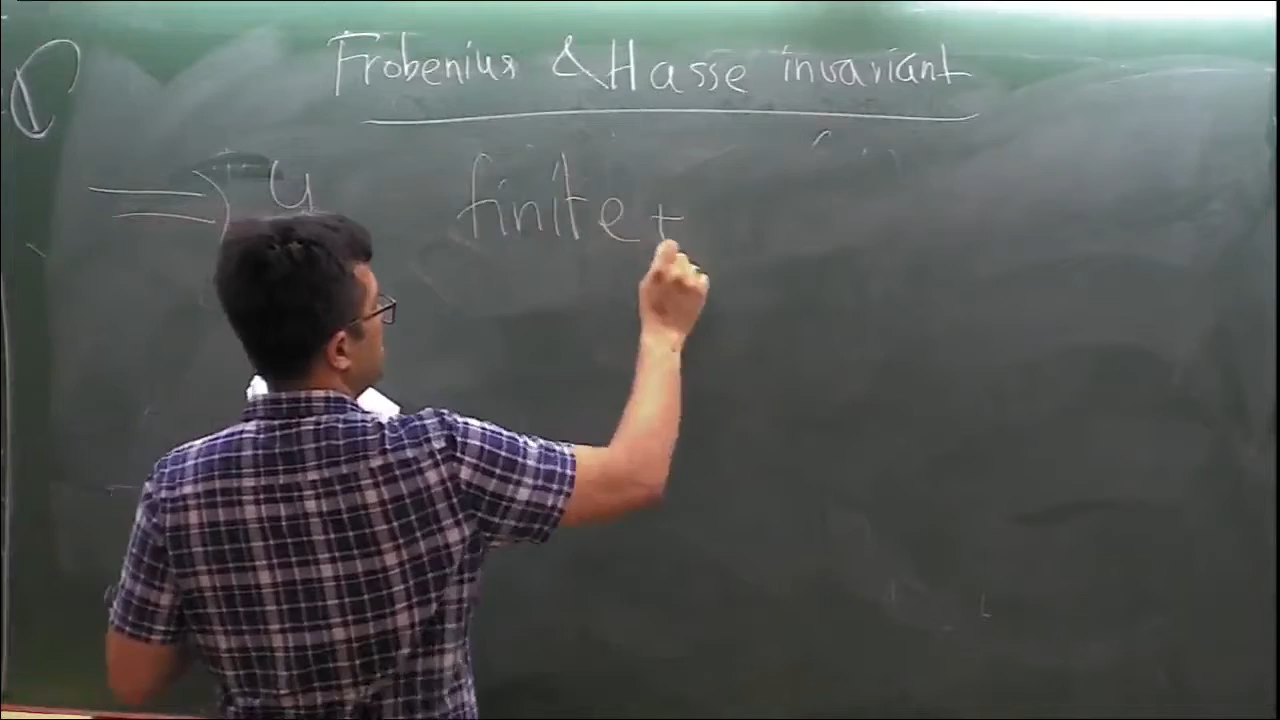 Frobenius & Hasse invariant
⇒ y finite t